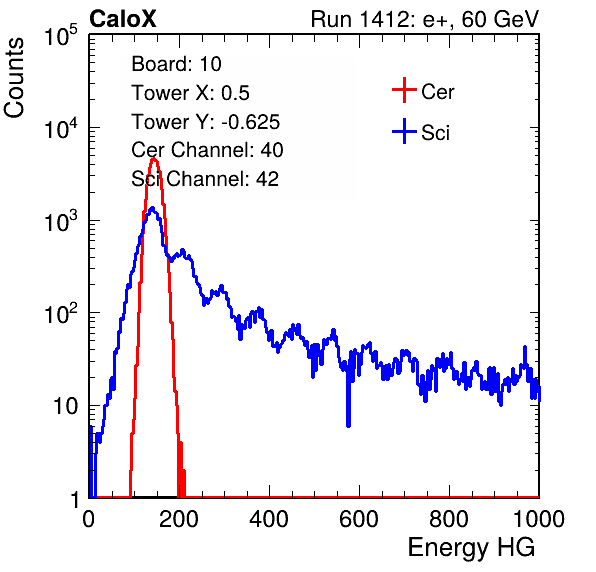 CaloX
Run 1412: e+, 60 GeV
Counts
10^5
10^4
10^3
10^2
10
1
Board: 10
Tower X: 0.5
Tower Y: -0.625
Cer Channel: 40
Sci Channel: 42
Cer
Sci
0 200 400 600 800 1000
Energy HG